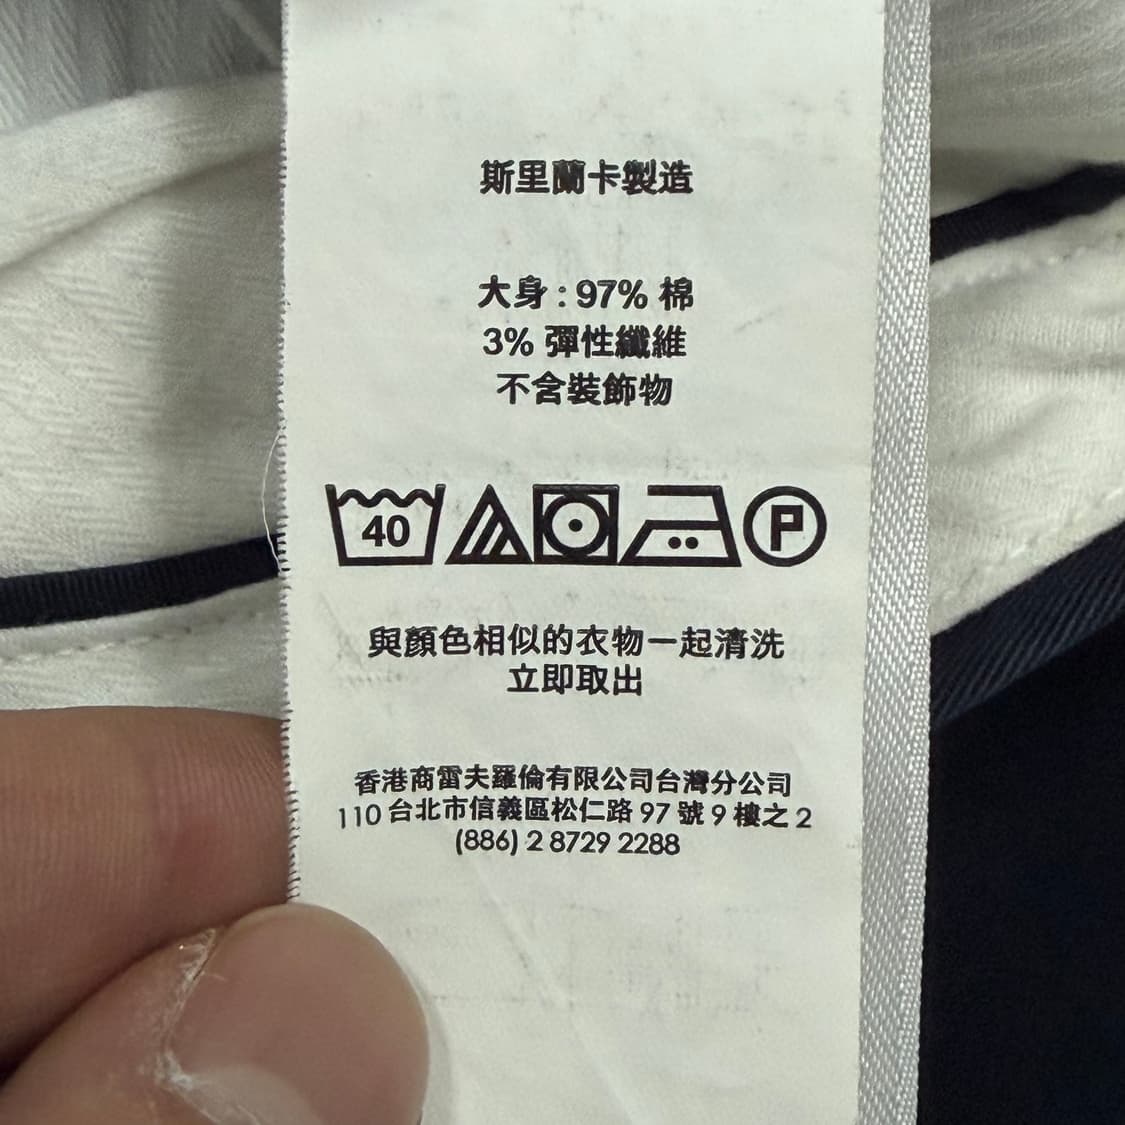 斯里蘭卡製造
大身 : 97% 棉
3% 彈性纖維
不含裝飾物
40 P
與顏色相似的衣物一起清洗
立即取出
香港商雷夫羅倫有限公司台灣分公司
110 台北市信義區松仁路 97 號 9 樓之 2
(886) 2 8729 2288